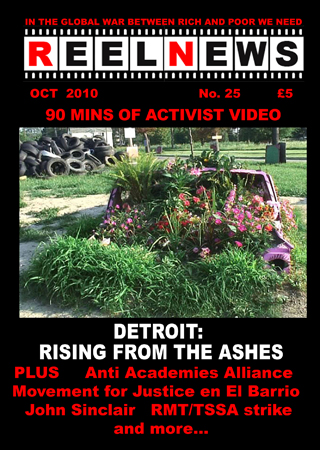 IN THE GLOBAL WAR BETWEEN RICH AND POOR WE NEED
REELNEWS
OCT 2010 No. 25 £5
90 MINS OF ACTIVIST VIDEO
DETROIT:
RISING FROM THE ASHES
PLUS Anti Academies Alliance
Movement for Justice en El Barrio
John Sinclair RMT/TSSA strike
and more...